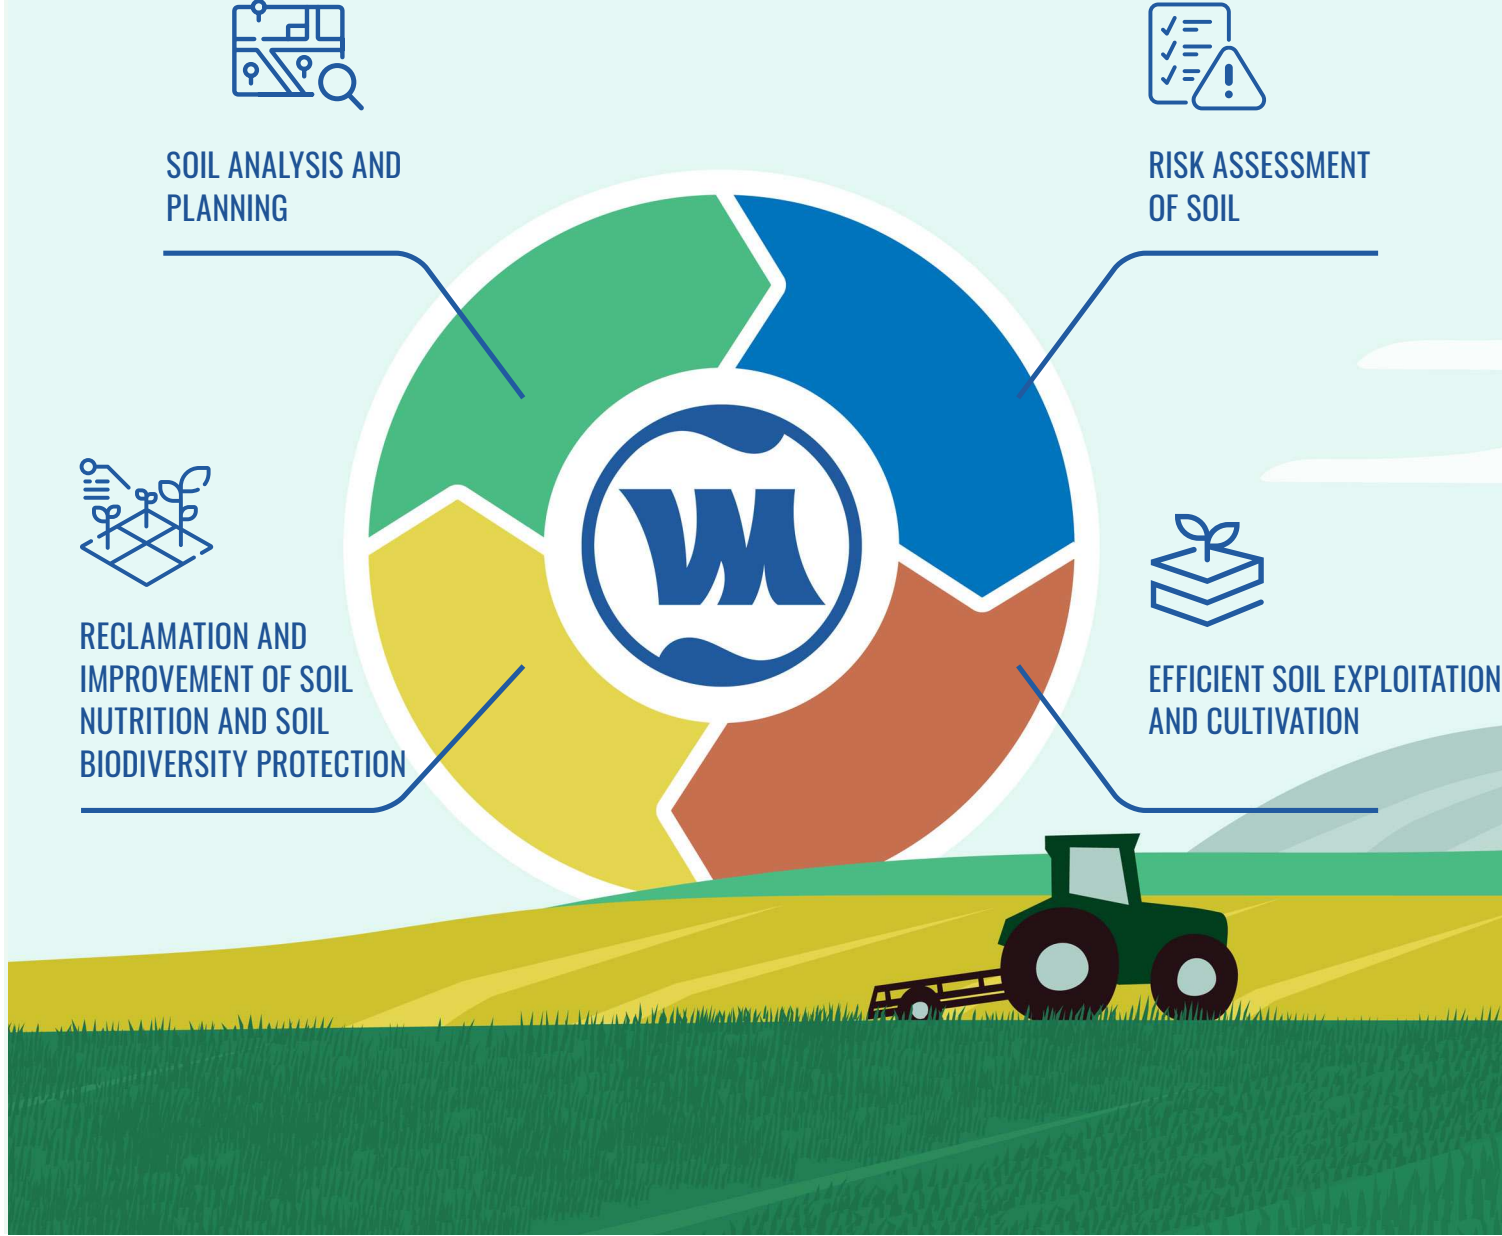 SOIL ANALYSIS AND
PLANNING
RISK ASSESSMENT
OF SOIL
RECLAMATION AND
IMPROVEMENT OF SOIL
NUTRITION AND SOIL
BIODIVERSITY PROTECTION
EFFICIENT SOIL EXPLOITATION
AND CULTIVATION
VM